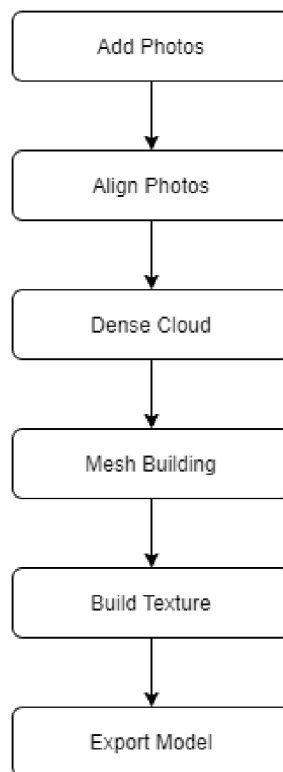 Add Photos
Align Photos
Dense Cloud
Mesh Building
Build Texture
Export Model